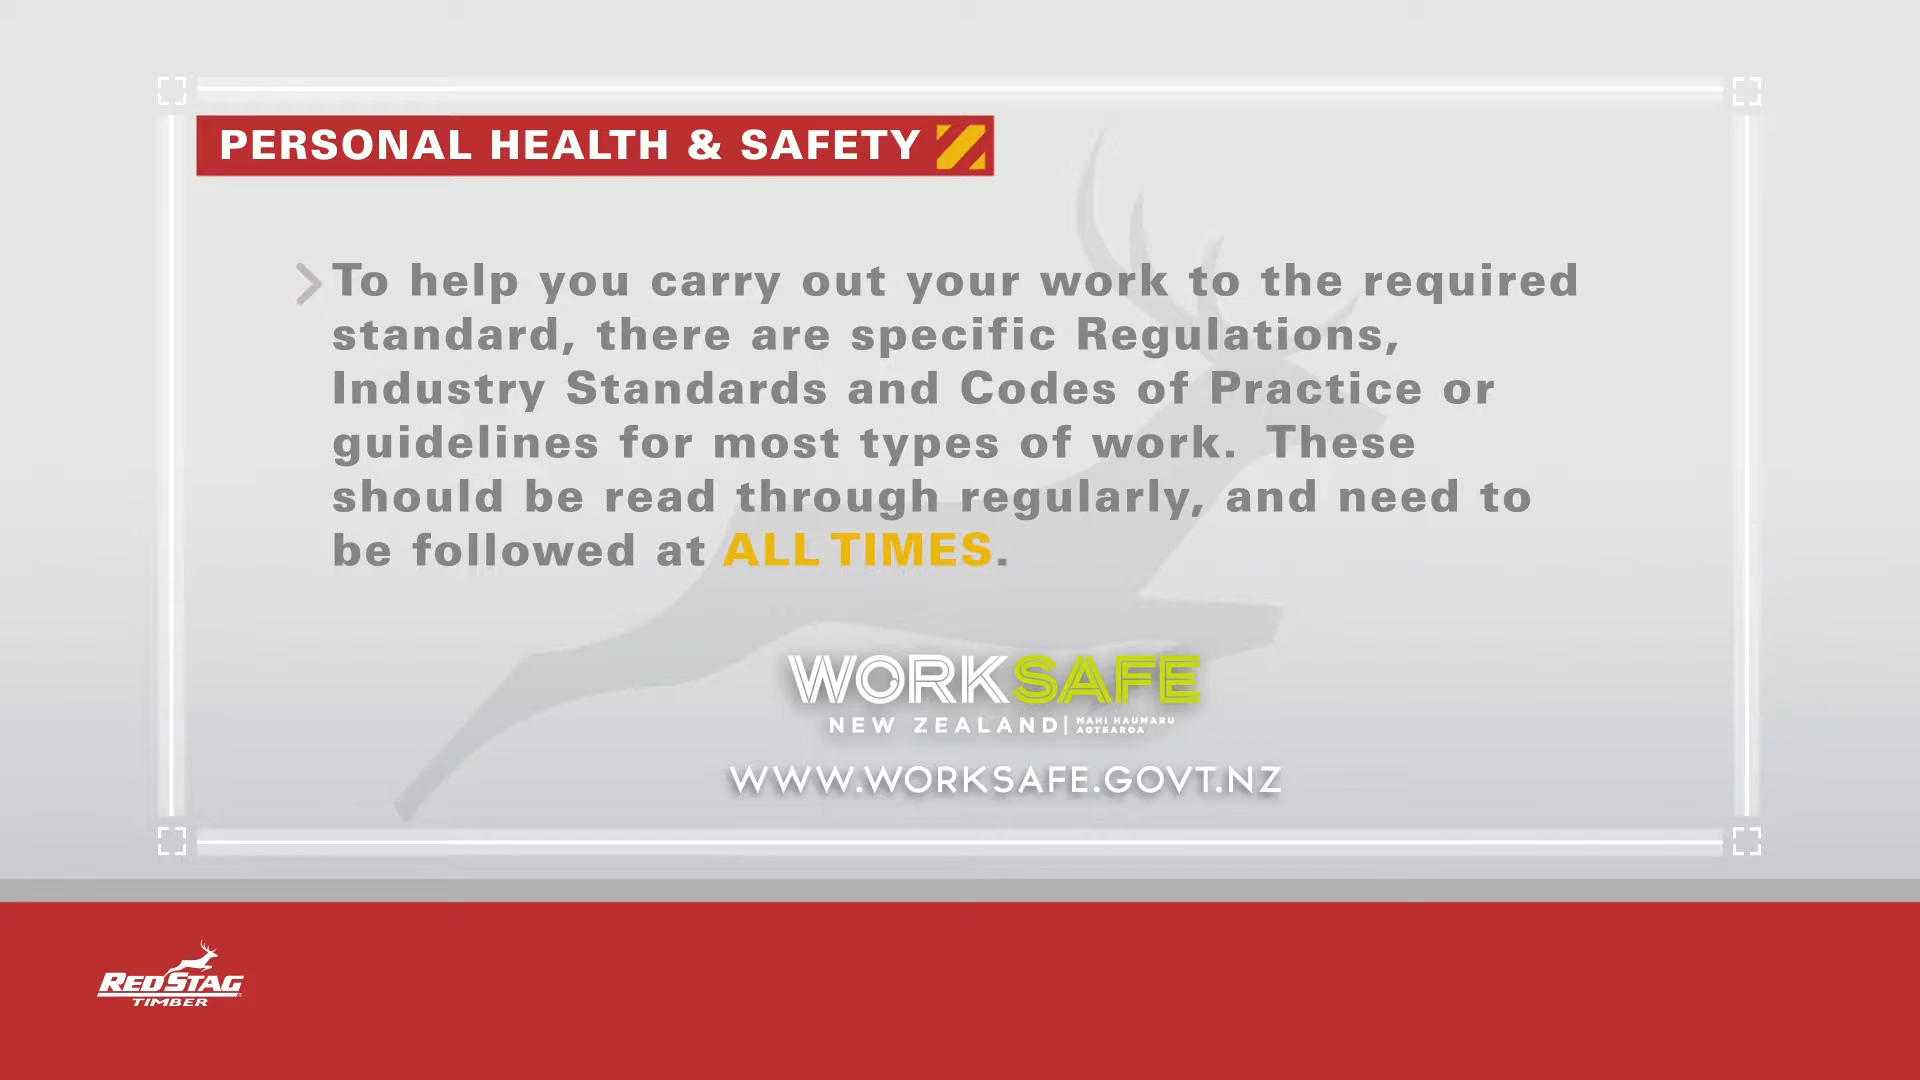 PERSONAL HEALTH & SAFETY
To help you carry out your work to the required
standard, there are specific Regulations,
Industry Standards and Codes of Practice or
guidelines for most types of work. These
should be read through regularly, and need to
be followed at ALL TIMES.
WORKSAFE
NEW ZEALAND | MAHI HAUMARU
AOTEAROA
WWW.WORKSAFE.GOVT.NZ
RED STAG
TIMBER